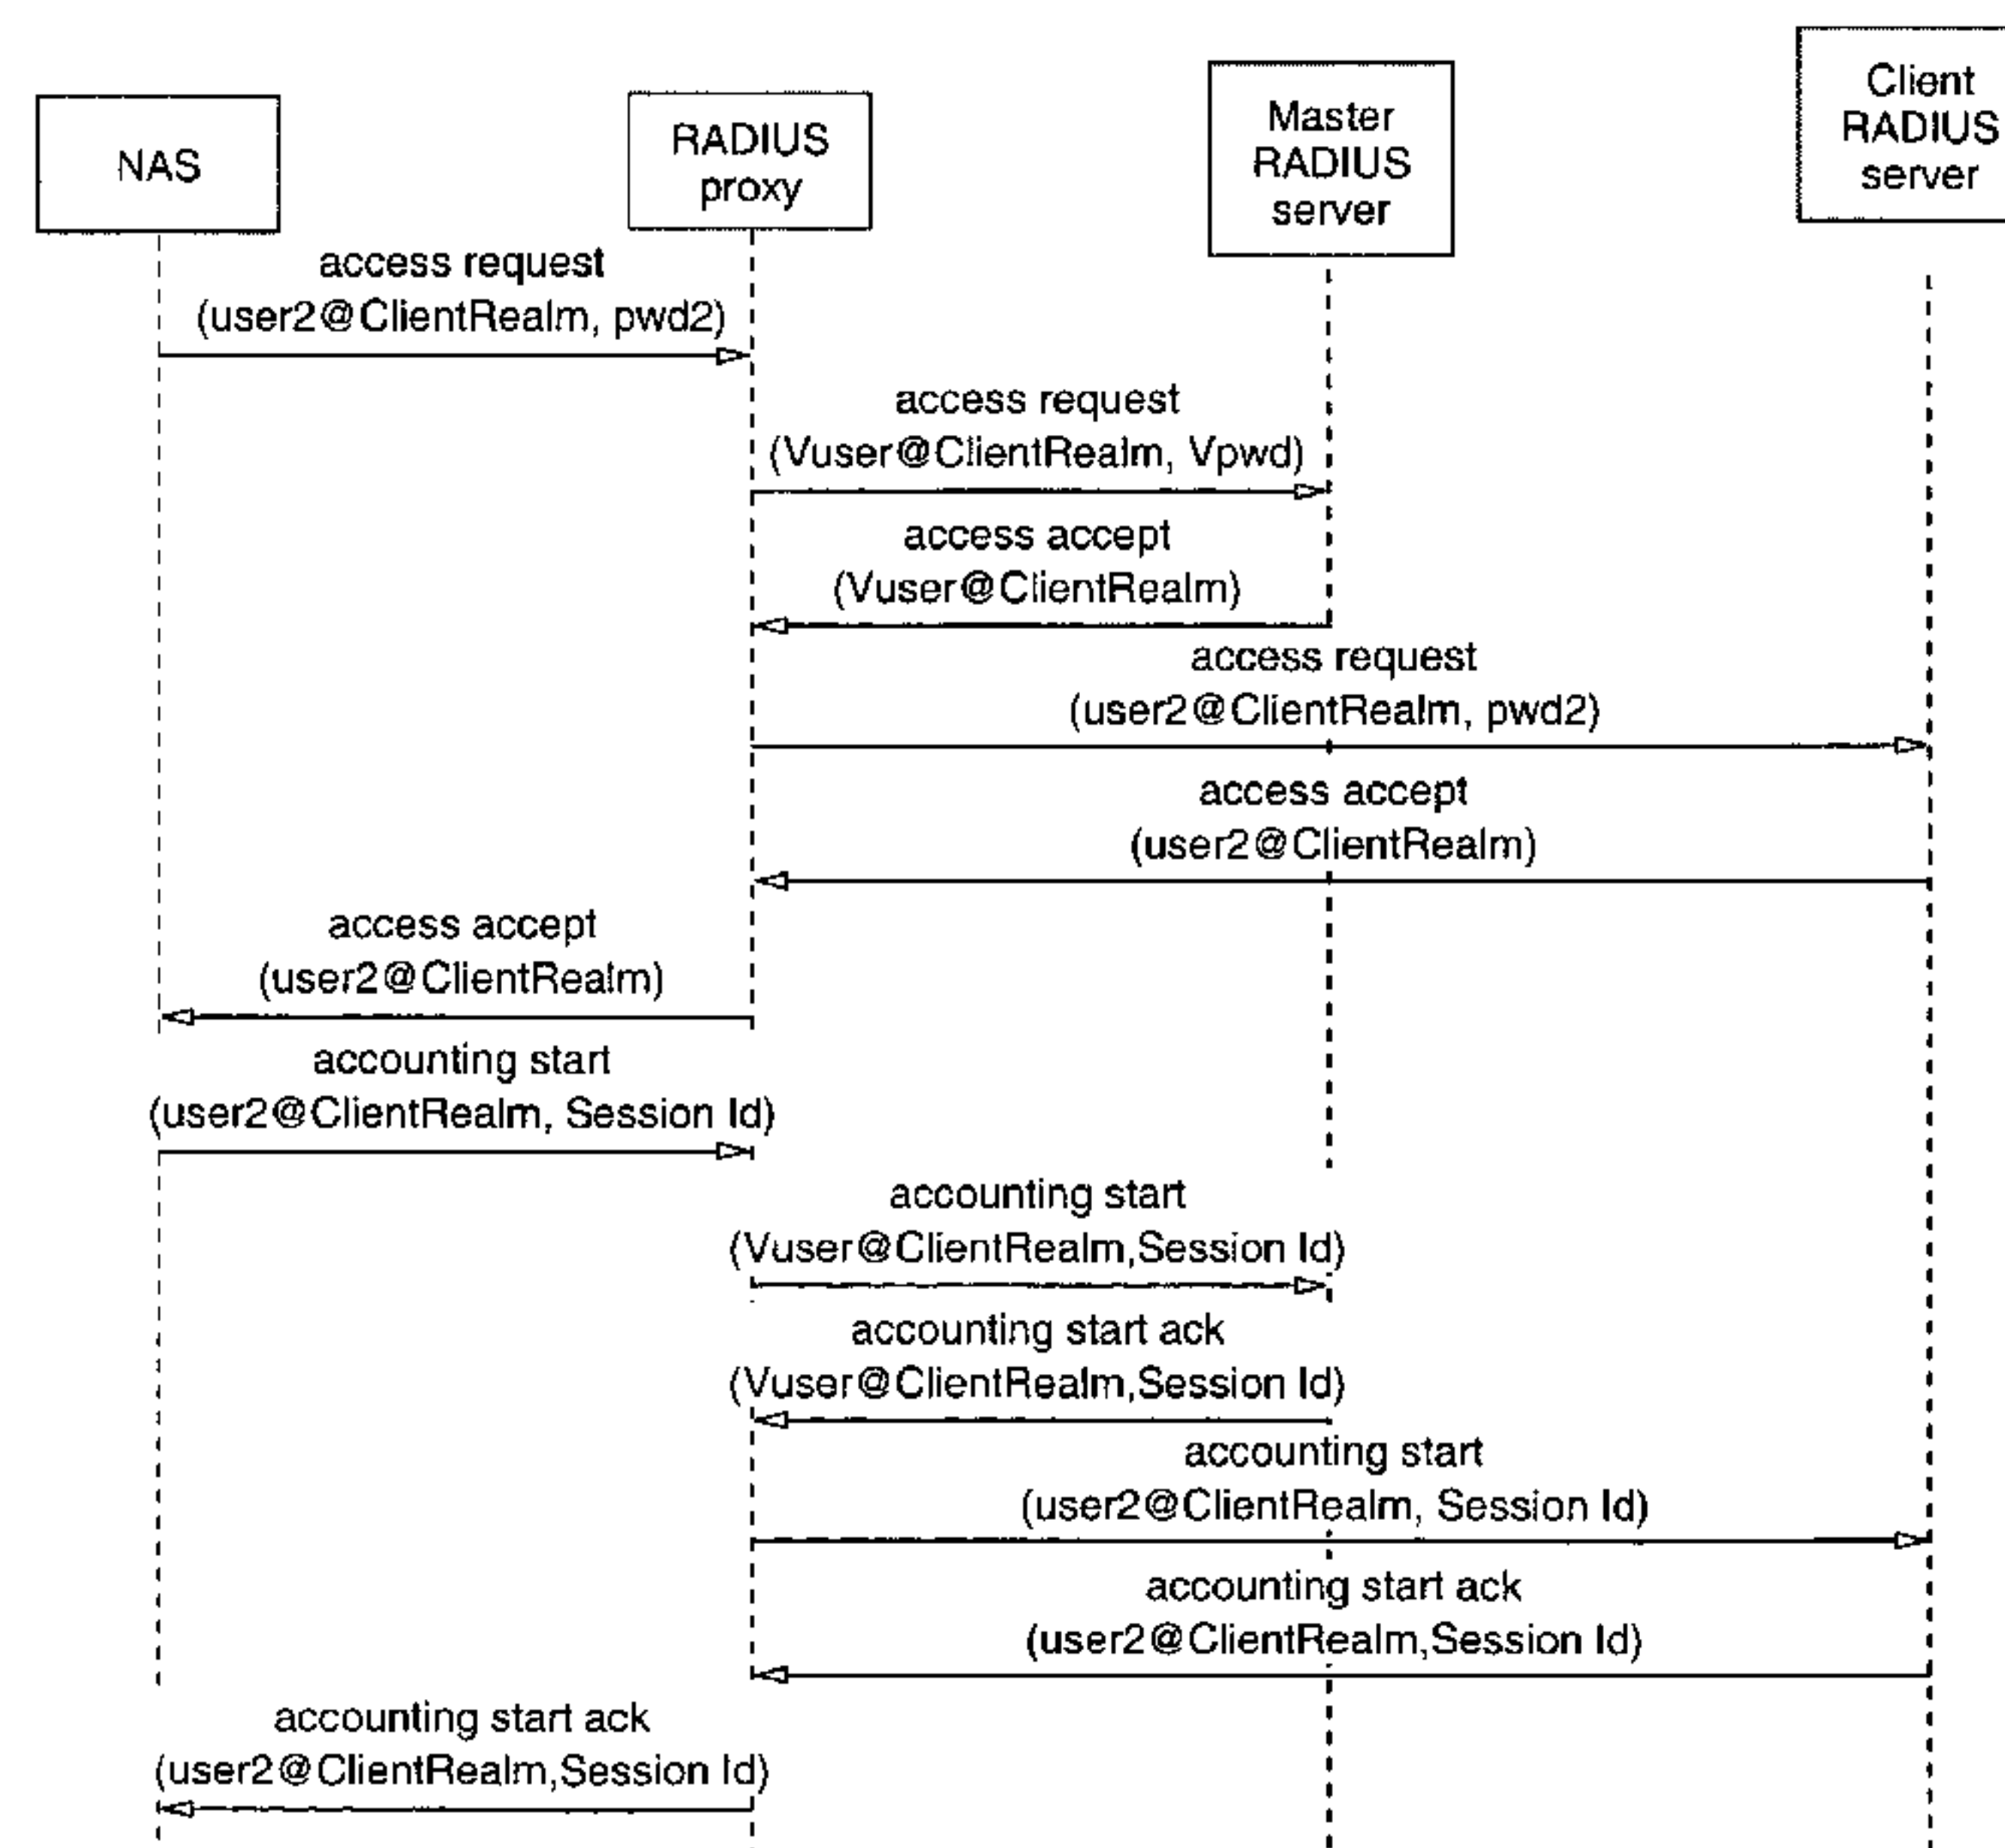 NAS
RADIUS
proxy
Master
RADIUS
server
Client
RADIUS
server
access request
(user2@ClientRealm, pwd2)
access request
(Vuser@ClientRealm, Vpwd)
access accept
(Vuser@ClientRealm)
access request
(user2@ClientRealm, pwd2)
access accept
(user2@ClientRealm)
access accept
(user2@ClientRealm)
accounting start
(user2@ClientRealm, Session Id)
accounting start
(Vuser@ClientRealm,Session Id)
accounting start ack
(Vuser@ClientRealm,Session Id)
accounting start
(user2@ClientRealm, Session Id)
accounting start ack
(user2@ClientRealm,Session Id)
accounting start ack
(user2@ClientRealm,Session Id)